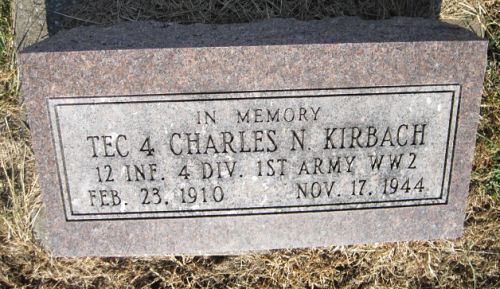 IN MEMORY
TEC 4 CHARLES N. KIRBACH
12 INF. 4 DIV. 1ST ARMY WW2
FEB. 23, 1910 NOV. 17, 1944